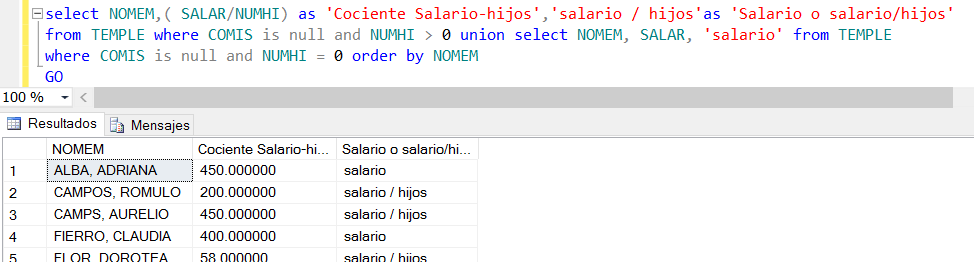 select NOMEM,( SALAR/NUMHI) as 'Cociente Salario-hijos','salario / hijos'as 'Salario o salario/hijos'
from TEMPLE where COMIS is null and NUMHI > 0 union select NOMEM, SALAR, 'salario' from TEMPLE
where COMIS is null and NUMHI = 0 order by NOMEM
GO
100 %
Resultados Mensajes
NOMEM Cociente Salario-hi... Salario o salario/hi...
1 ALBA, ADRIANA 450.000000 salario
2 CAMPOS, ROMULO 200.000000 salario / hijos
3 CAMPS, AURELIO 450.000000 salario / hijos
4 FIERRO, CLAUDIA 400.000000 salario
5 FLOR, DOROTEA 58.000000 salario / hijos